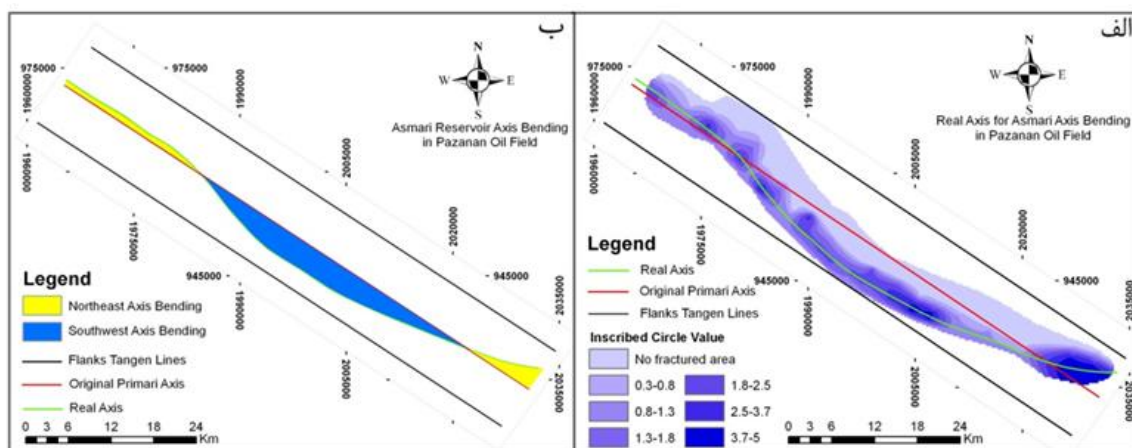 ب
975000
975000
1960000
1990661
N
W E
S
Asmari Reservoir Axis Bending
in Pazanan Oil Field
1960000
2005000
1975000
2020000
945000
945000
1990000
2035000
2005000
2035000
Legend
Northeast Axis Bending
Southwest Axis Bending
Flanks Tangen Lines
Original Primari Axis
Real Axis
0 3 6 12 18 24
Km
الف
975000
975000
1960000
1990661
N
W E
S
Real Axis for Asmari Axis Bending
in Pazanan Oil Field
1960000
2005000
1975000
2020000
945000
945000
1990000
2035000
2005000
2035000
Legend
Real Axis
Original Primari Axis
Flanks Tangen Lines
Inscribed Circle Value
No fractured area
0.3-0.8
1.8-2.5
0.8-1.3
2.5-3.7
1.3-1.8
3.7-5
0 3 6 12 18 24
Km